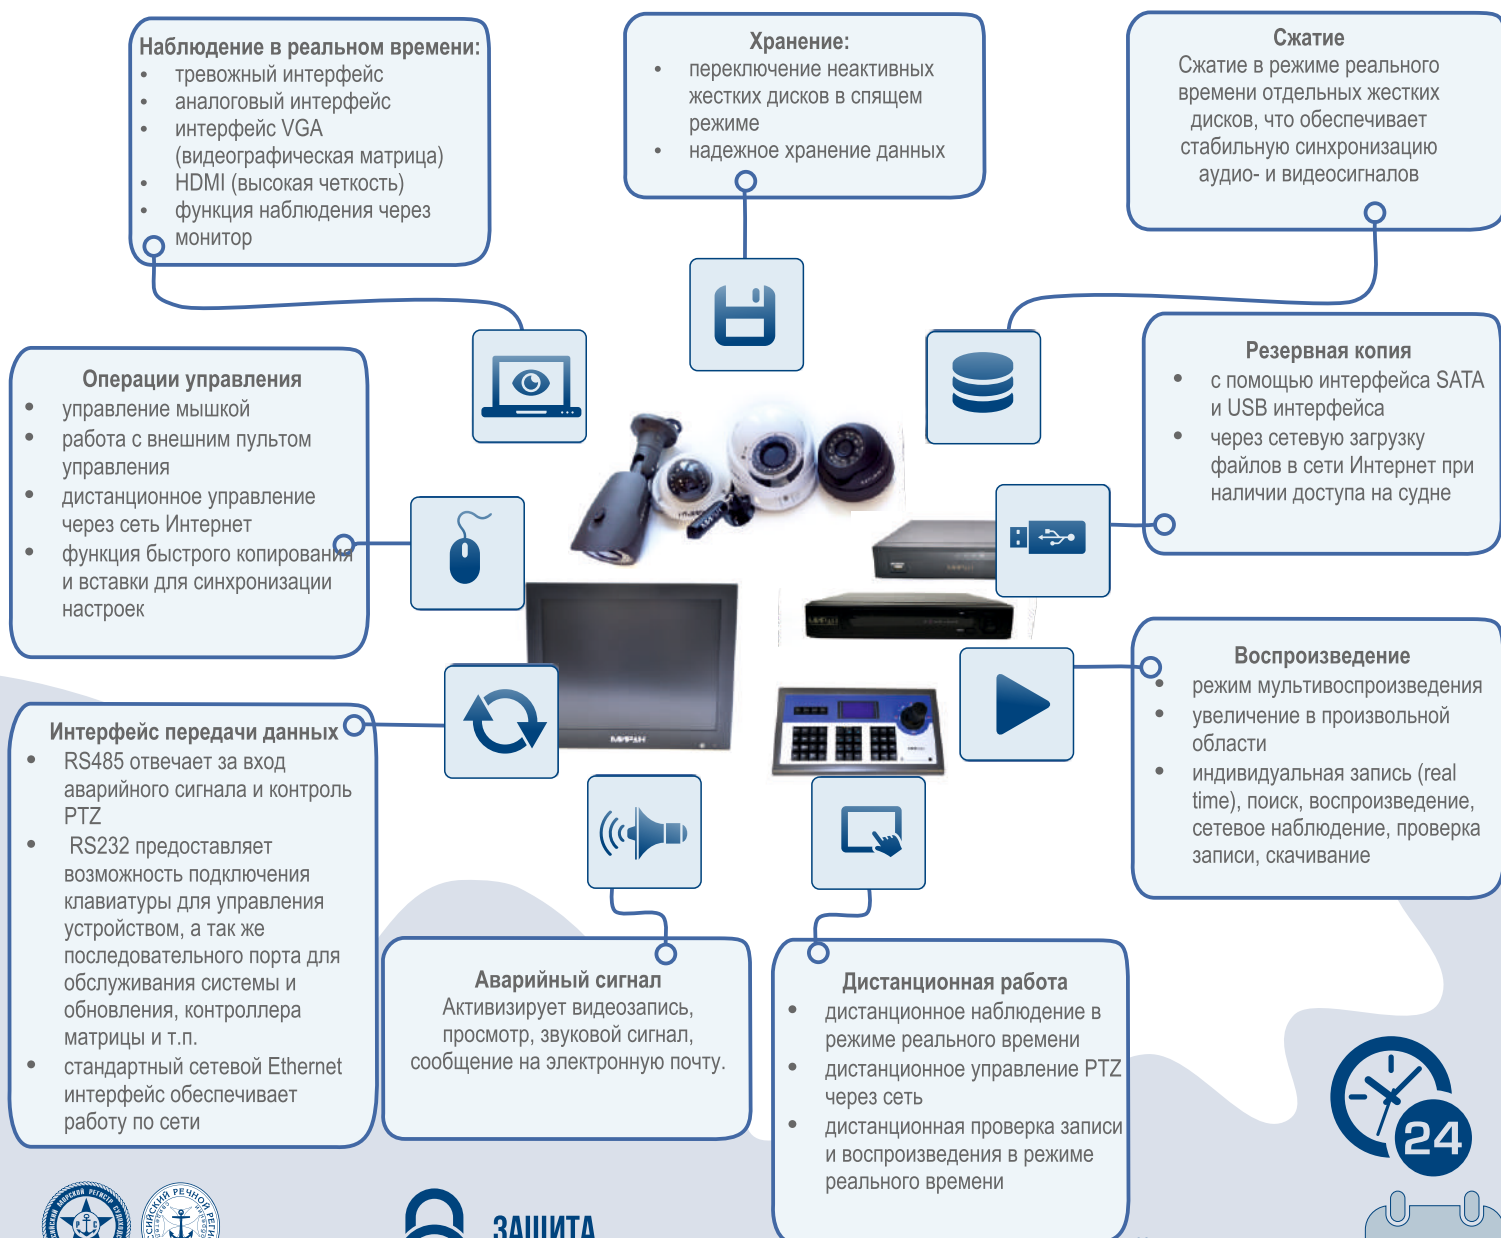 Наблюдение в реальном времени:
• тревожный интерфейс
• аналоговый интерфейс
• интерфейс VGA
(видеографическая матрица)
• HDMI (высокая четкость)
• функция наблюдения через
монитор
Хранение:
• переключение неактивных
жестких дисков в спящем
режиме
• надежное хранение данных
Сжатие
Сжатие в режиме реального
времени отдельных жестких
дисков, что обеспечивает
стабильную синхронизацию
аудио- и видеосигналов
Операции управления
• управление мышкой
• работа с внешним пультом
управления
• дистанционное управление
через сеть Интернет
• функция быстрого копирования
и вставки для синхронизации
настроек
Резервная копия
• с помощью интерфейса SATA
и USB интерфейса
• через сетевую загрузку
файлов в сети Интернет при
наличии доступа на судне
Воспроизведение
• режим мультивоспроизведения
• увеличение в произвольной
области
• индивидуальная запись (real
time), поиск, воспроизведение,
сетевое наблюдение, проверка
записи, скачивание
МИРАН
Интерфейс передачи данных
• RS485 отвечает за вход
аварийного сигнала и контроль
PTZ
• RS232 предоставляет
возможность подключения
клавиатуры для управления
устройством, а так же
последовательного порта для
обслуживания системы и
обновления, контроллера
матрицы и т.п.
• стандартный сетевой Ethernet
интерфейс обеспечивает
работу по сети
Аварийный сигнал
Активизирует видеозапись,
просмотр, звуковой сигнал,
сообщение на электронную почту.
Дистанционная работа
• дистанционное наблюдение в
режиме реального времени
• дистанционное управление PTZ
через сеть
• дистанционная проверка записи
и воспроизведения в режиме
реального времени
24
ЗАЩИТА